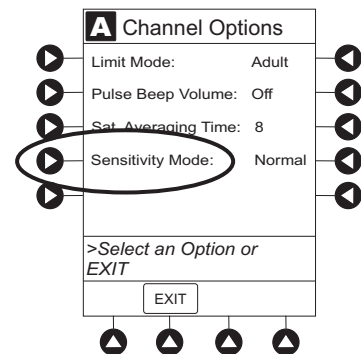 A Channel Options
Limit Mode: Adult
Pulse Beep Volume: Off
Sat. Averaging Time: 8
Sensitivity Mode: Normal
>Select an Option or
EXIT
EXIT